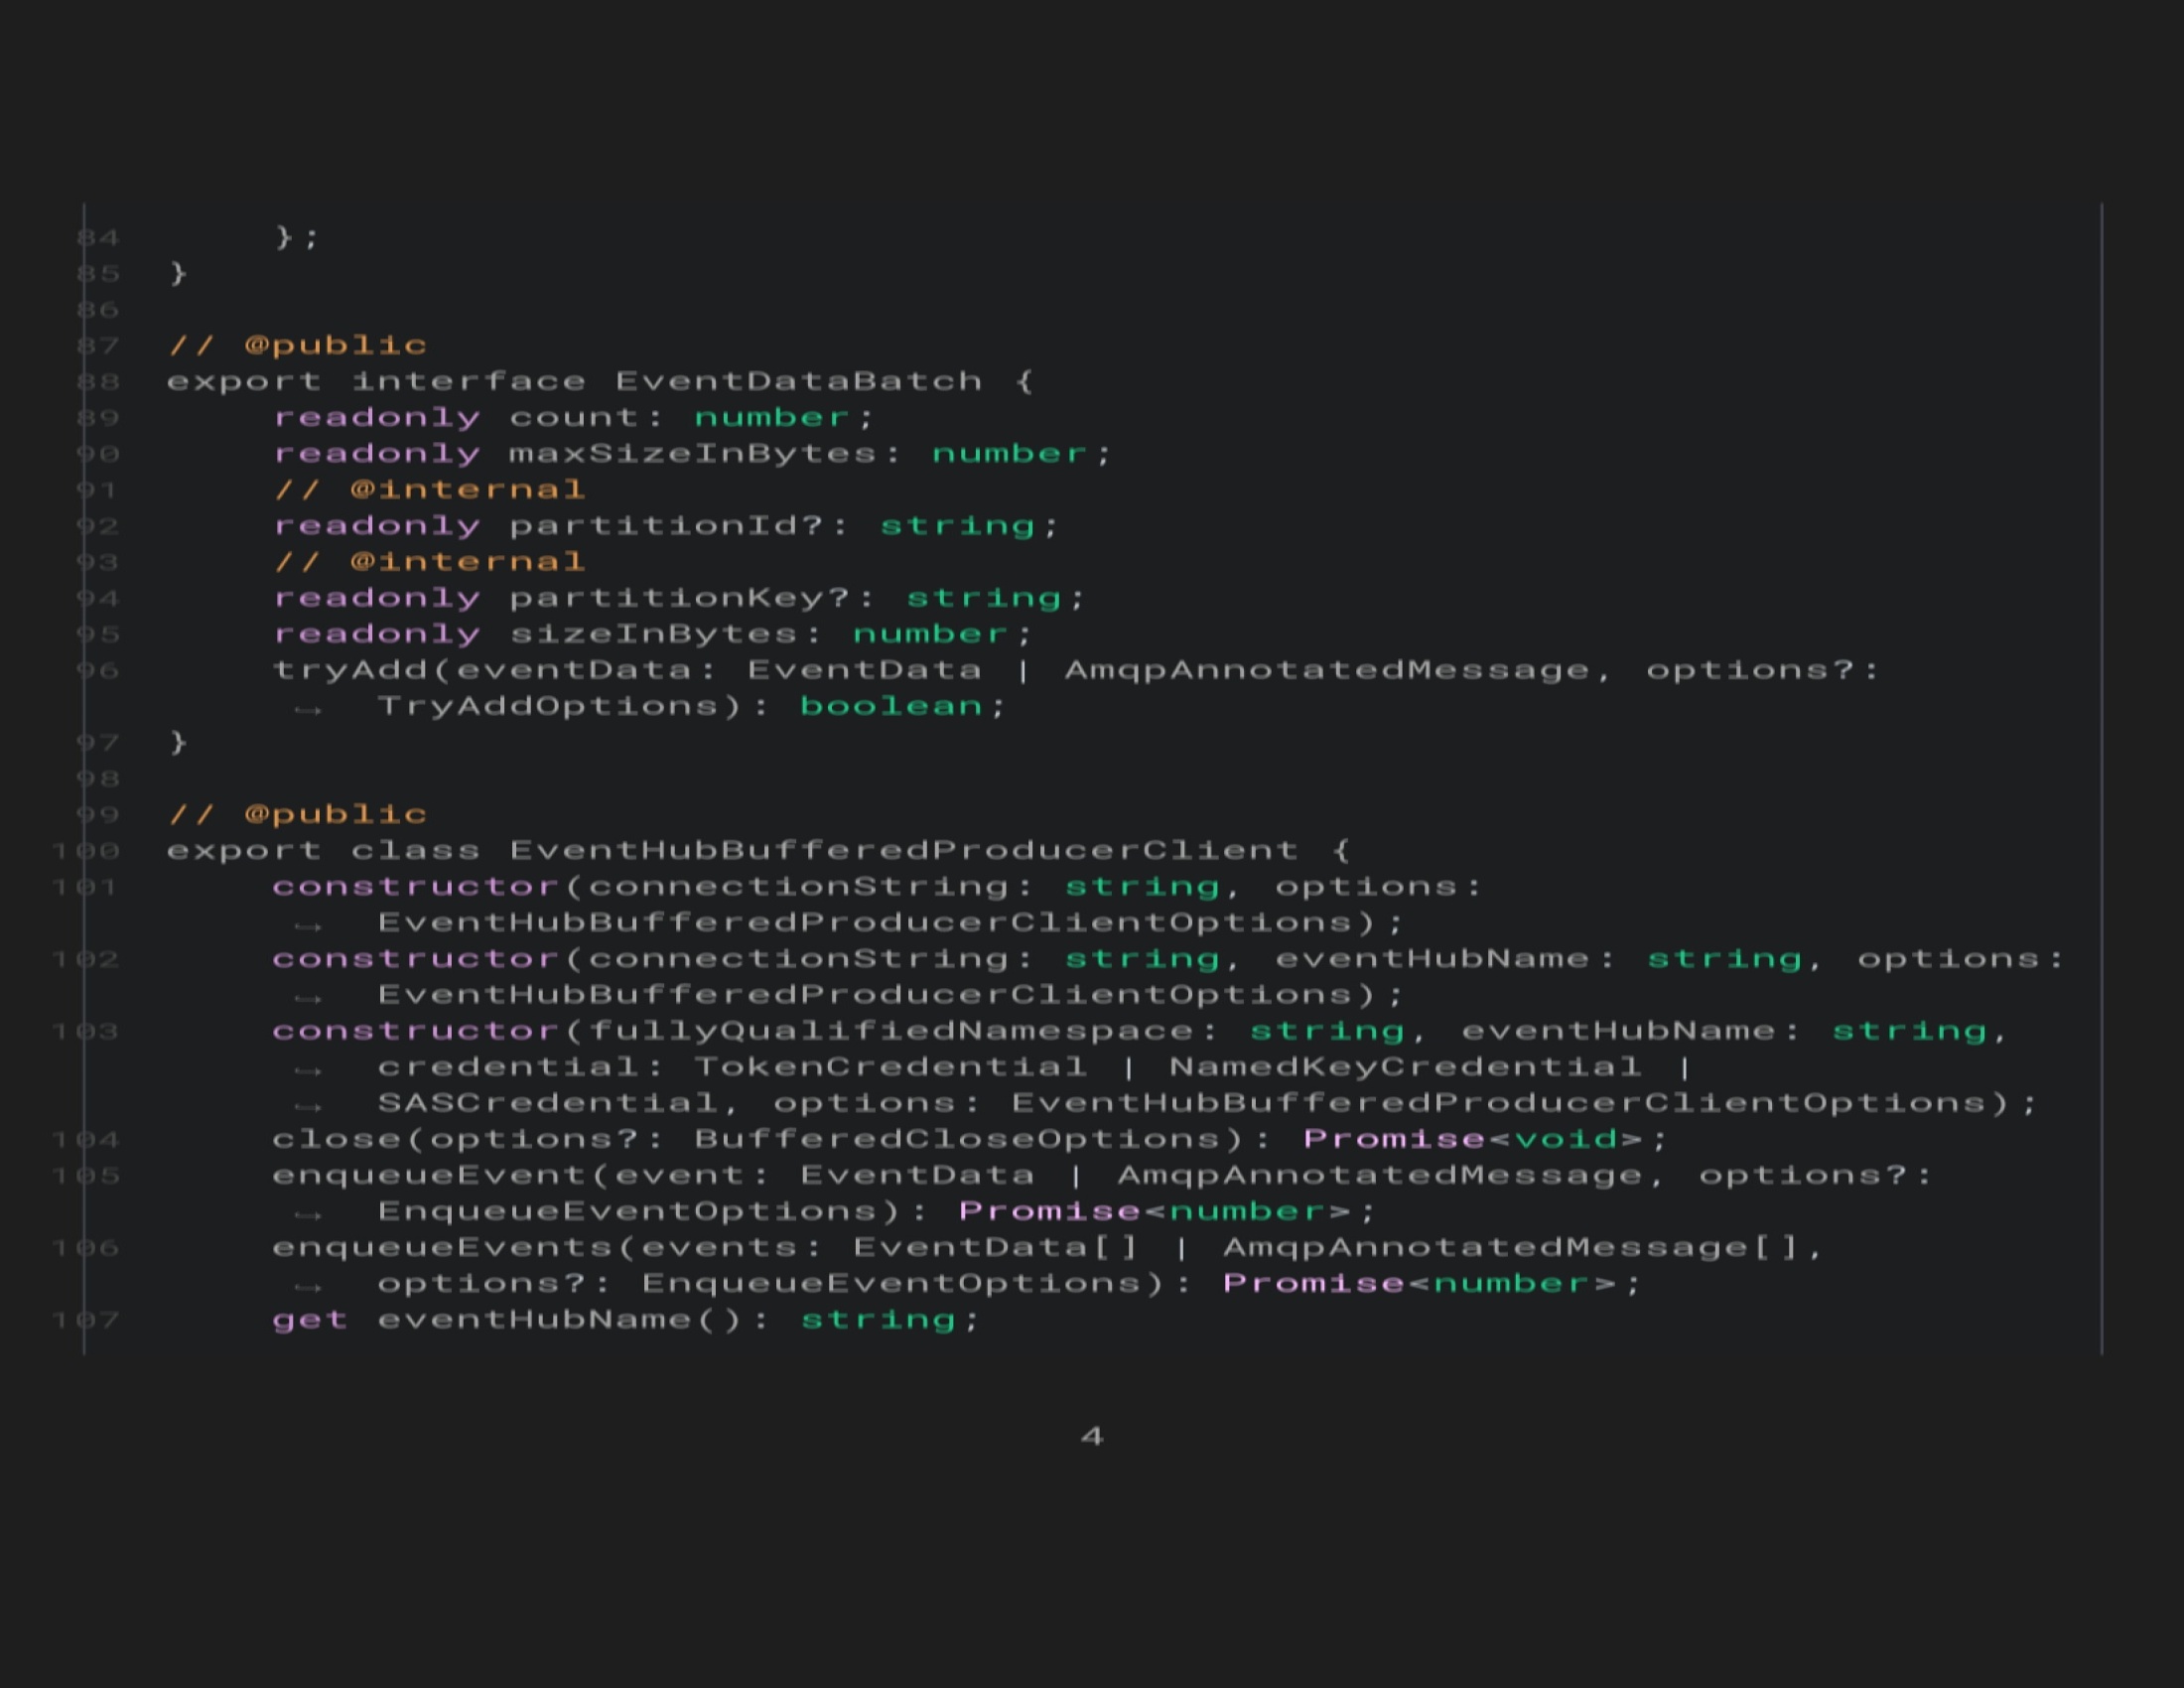 84     };
85 }
86
87 // @public
88 export interface EventDataBatch {
89     readonly count: number;
90     readonly maxSizeInBytes: number;
91     // @internal
92     readonly partitionId?: string;
93     // @internal
94     readonly partitionKey?: string;
95     readonly sizeInBytes: number;
96     tryAdd(eventData: EventData | AmqpAnnotatedMessage, options?:
↪   TryAddOptions): boolean;
97 }
98
99 // @public
100 export class EventHubBufferedProducerClient {
101     constructor(connectionString: string, options:
↪   EventHubBufferedProducerClientOptions);
102     constructor(connectionString: string, eventHubName: string, options:
↪   EventHubBufferedProducerClientOptions);
103     constructor(fullyQualifiedNamespace: string, eventHubName: string,
↪   credential: TokenCredential | NamedKeyCredential |
↪   SASCredential, options: EventHubBufferedProducerClientOptions);
104     close(options?: BufferedCloseOptions): Promise<void>;
105     enqueueEvent(event: EventData | AmqpAnnotatedMessage, options?:
↪   EnqueueEventOptions): Promise<number>;
106     enqueueEvents(events: EventData[] | AmqpAnnotatedMessage[],
↪   options?: EnqueueEventOptions): Promise<number>;
107     get eventHubName(): string;
4